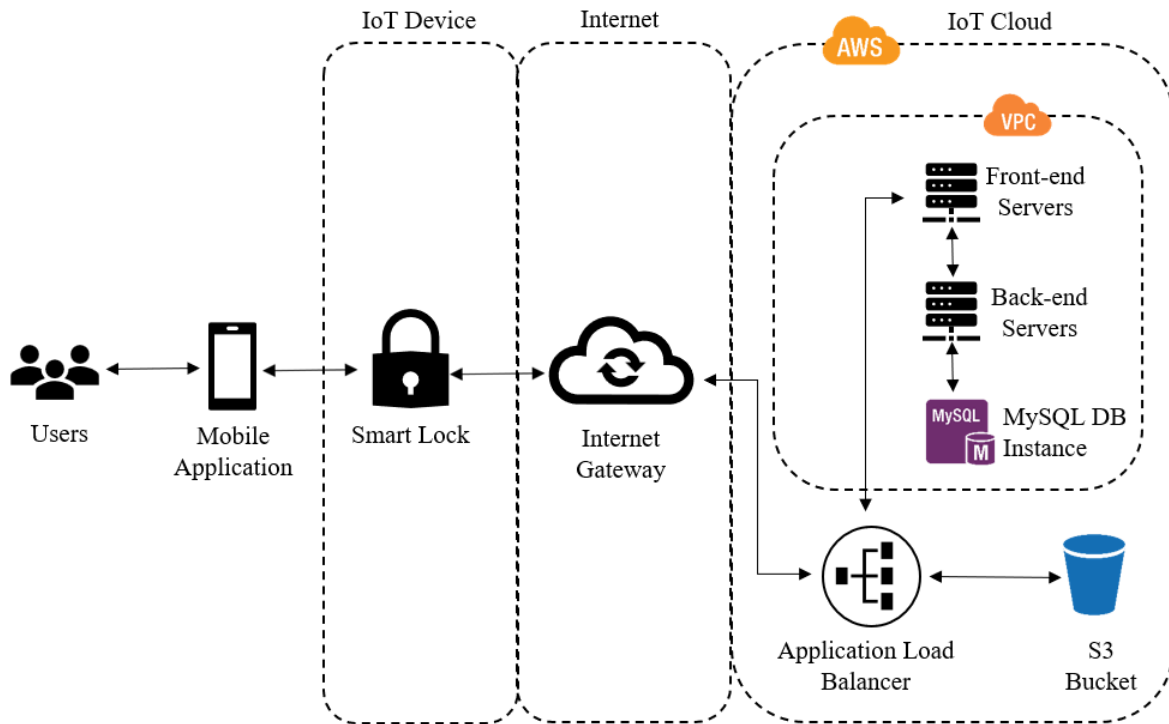 IoT Device
Internet
IoT Cloud
AWS
VPC
Front-end
Servers
Back-end
Servers
MySQL
M
MySQL DB
Instance
Users
Mobile
Application
Smart Lock
Internet
Gateway
Application Load
Balancer
S3
Bucket